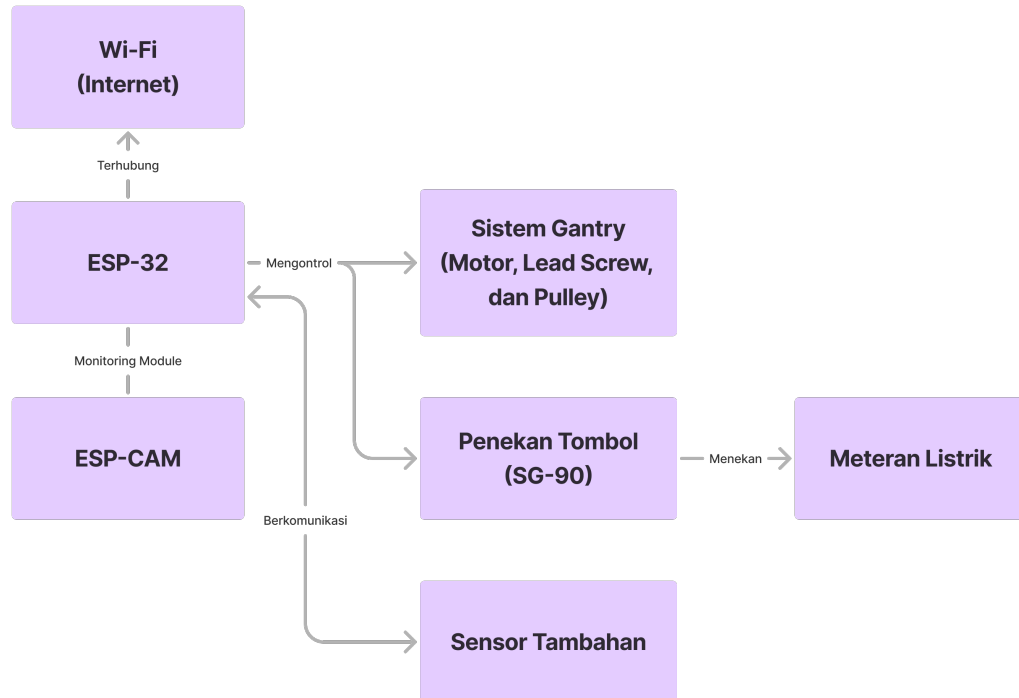 Wi-Fi
(Internet)
Terhubung
ESP-32
Mengontrol
Sistem Gantry
(Motor, Lead Screw,
dan Pulley)
Monitoring Module
ESP-CAM
Penekan Tombol
(SG-90)
Menekan
Meteran Listrik
Berkomunikasi
Sensor Tambahan